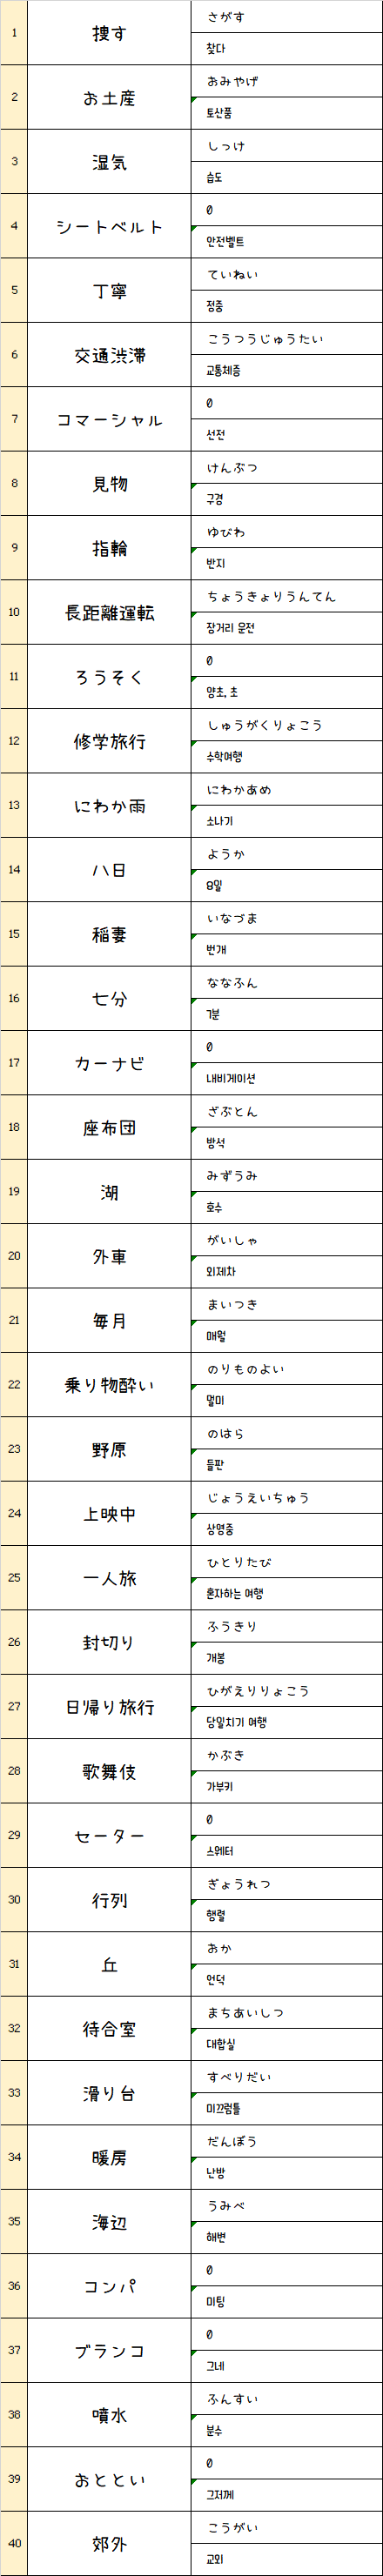 1
捜す
さがす
찾다
2
お土産
おみやげ
토산품
3
湿気
しっけ
습도
4
シートベルト
0
안전벨트
5
丁寧
ていねい
정중
6
交通渋滞
こうつうじゅうたい
교통체증
7
コマーシャル
0
선전
8
見物
けんぶつ
구경
9
指輪
ゆびわ
반지
10
長距離運転
ちょうきょりうんてん
장거리 운전
11
ろうそく
0
양초, 초
12
修学旅行
しゅうがくりょこう
수학여행
13
にわか雨
にわかあめ
소나기
14
八日
ようか
8일
15
稲妻
いなづま
번개
16
七分
ななふん
7분
17
カーナビ
0
내비게이션
18
座布団
ざぶとん
방석
19
湖
みずうみ
호수
20
外車
がいしゃ
외제차
21
毎月
まいつき
매월
22
乗り物酔い
のりものよい
멀미
23
野原
のはら
들판
24
上映中
じょうえいちゅう
상영중
25
一人旅
ひとりたび
혼자하는 여행
26
封切り
ふうきり
개봉
27
日帰り旅行
ひがえりりょこう
당일치기 여행
28
歌舞伎
かぶき
가부키
29
セーター
0
스웨터
30
行列
ぎょうれつ
행렬
31
丘
おか
언덕
32
待合室
まちあいしつ
대합실
33
滑り台
すべりだい
미끄럼틀
34
暖房
だんぼう
난방
35
海辺
うみべ
해변
36
コンパ
0
미팅
37
ブランコ
0
그네
38
噴水
ふんすい
분수
39
おととい
0
그저께
40
郊外
こうがい
교외